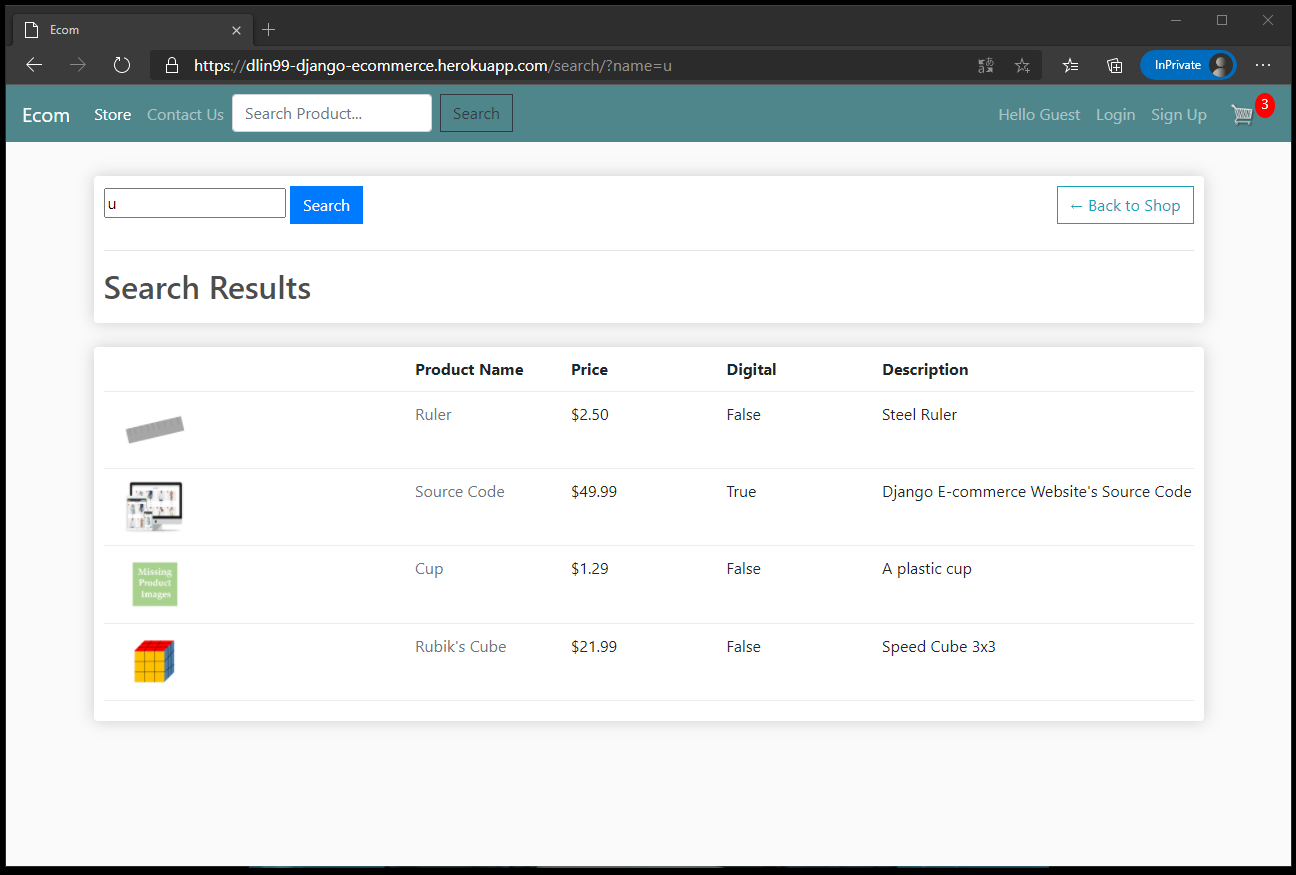 Ecom
https://dlin99-django-ecommerce.herokuapp.com/search/?name=u
InPrivate
Ecom Store Contact Us Search Product... Search Hello Guest Login Sign Up 3
u Search ← Back to Shop
Search Results
Product Name Price Digital Description
Ruler $2.50 False Steel Ruler
Source Code $49.99 True Django E-commerce Website's Source Code
Missing
Product
Images
Cup $1.29 False A plastic cup
Rubik's Cube $21.99 False Speed Cube 3x3